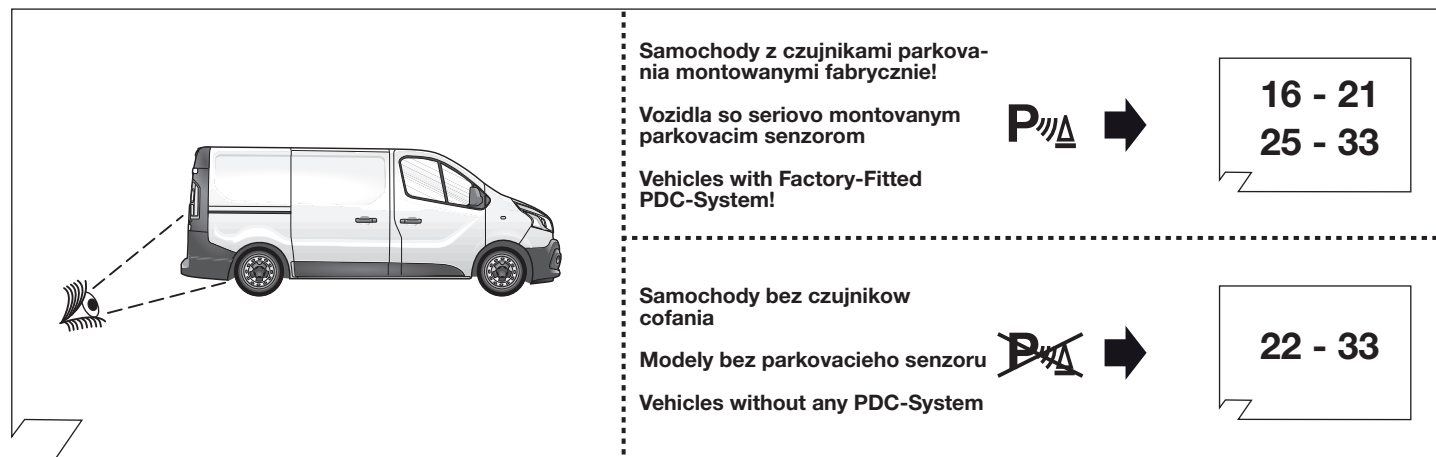 Samochody z czujnikami parkova-
nia montowanymi fabrycznie!
Vozidla so seriovo montovanym
parkovacim senzorom
Vehicles with Factory-Fitted
PDC-System!
P
16 - 21
25 - 33
Samochody bez czujnikow
cofania
Modely bez parkovacieho senzoru
Vehicles without any PDC-System
P
22 - 33